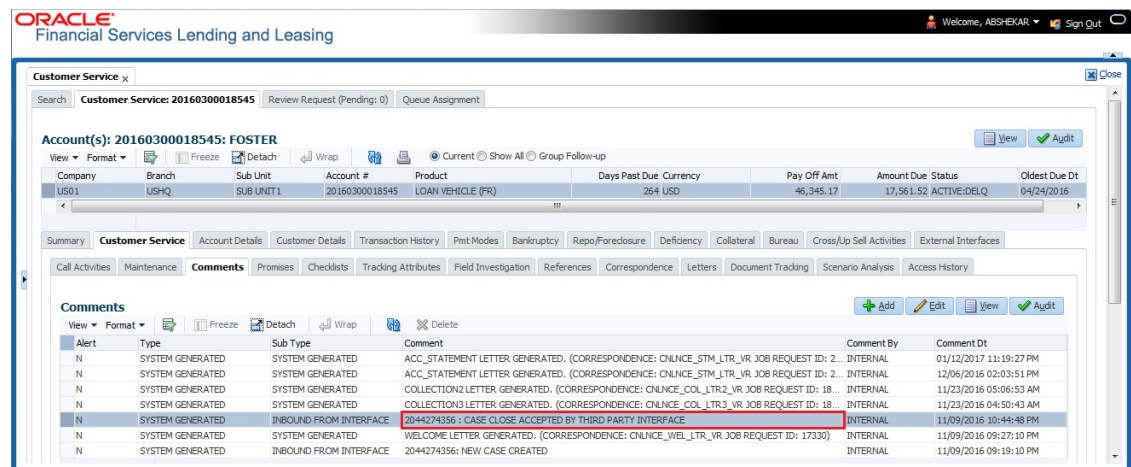 ORACLE
Financial Services Lending and Leasing
Welcome, ABSHEKAR Sign Out
Customer Service x Close
Search Customer Service: 20160300018545 Review Request (Pending: 0) Queue Assignment
Account(s): 20160300018545: FOSTER View Audit
View Format Freeze Detach Wrap Current Show All Group Follow-up
Company Branch Sub Unit Account # Product Days Past Due Currency Pay Off Amt Amount Due Status Oldest Due Dt
US01 USHQ SUB UNIT1 20160300018545 LOAN VEHICLE (FR) 264 USD 46,345.17 17,561.52 ACTIVE:DELQ 04/24/2016
Summary Customer Service Account Details Customer Details Transaction History Pmt Modes Bankruptcy Repo/Foreclosure Deficiency Collateral Bureau Cross/Up Sell Activities External Interfaces
Call Activities Maintenance Comments Promises Checklists Tracking Attributes Field Investigation References Correspondence Letters Document Tracking Scenario Analysis Access History
Comments Add Edit View Audit
View Format Freeze Detach Wrap Delete
Alert Type Sub Type Comment Comment By Comment Dt
N SYSTEM GENERATED SYSTEM GENERATED ACC_STATEMENT LETTER GENERATED. (CORRESPONDENCE: CNLNCE_STM_LTR_VR JOB REQUEST ID: 2... INTERNAL 01/12/2017 11:19:27 PM
N SYSTEM GENERATED SYSTEM GENERATED ACC_STATEMENT LETTER GENERATED. (CORRESPONDENCE: CNLNCE_STM_LTR_VR JOB REQUEST ID: 2... INTERNAL 12/06/2016 02:03:51 PM
N SYSTEM GENERATED SYSTEM GENERATED COLLECTION2 LETTER GENERATED. (CORRESPONDENCE: CNLNCE_COL_LTR2_VR JOB REQUEST ID: 18... INTERNAL 11/23/2016 05:06:53 AM
N SYSTEM GENERATED SYSTEM GENERATED COLLECTION3 LETTER GENERATED. (CORRESPONDENCE: CNLNCE_COL_LTR3_VR JOB REQUEST ID: 18... INTERNAL 11/23/2016 04:50:43 AM
N SYSTEM GENERATED INBOUND FROM INTERFACE 2044274356 : CASE CLOSE ACCEPTED BY THIRD PARTY INTERFACE INTERNAL 11/09/2016 10:44:48 PM
N SYSTEM GENERATED SYSTEM GENERATED WELCOME LETTER GENERATED. (CORRESPONDENCE: CNLNCE_WEL_LTR_VR JOB REQUEST ID: 17330) INTERNAL 11/09/2016 09:27:10 PM
N SYSTEM GENERATED INBOUND FROM INTERFACE 2044274356: NEW CASE CREATED INTERNAL 11/09/2016 09:19:10 PM